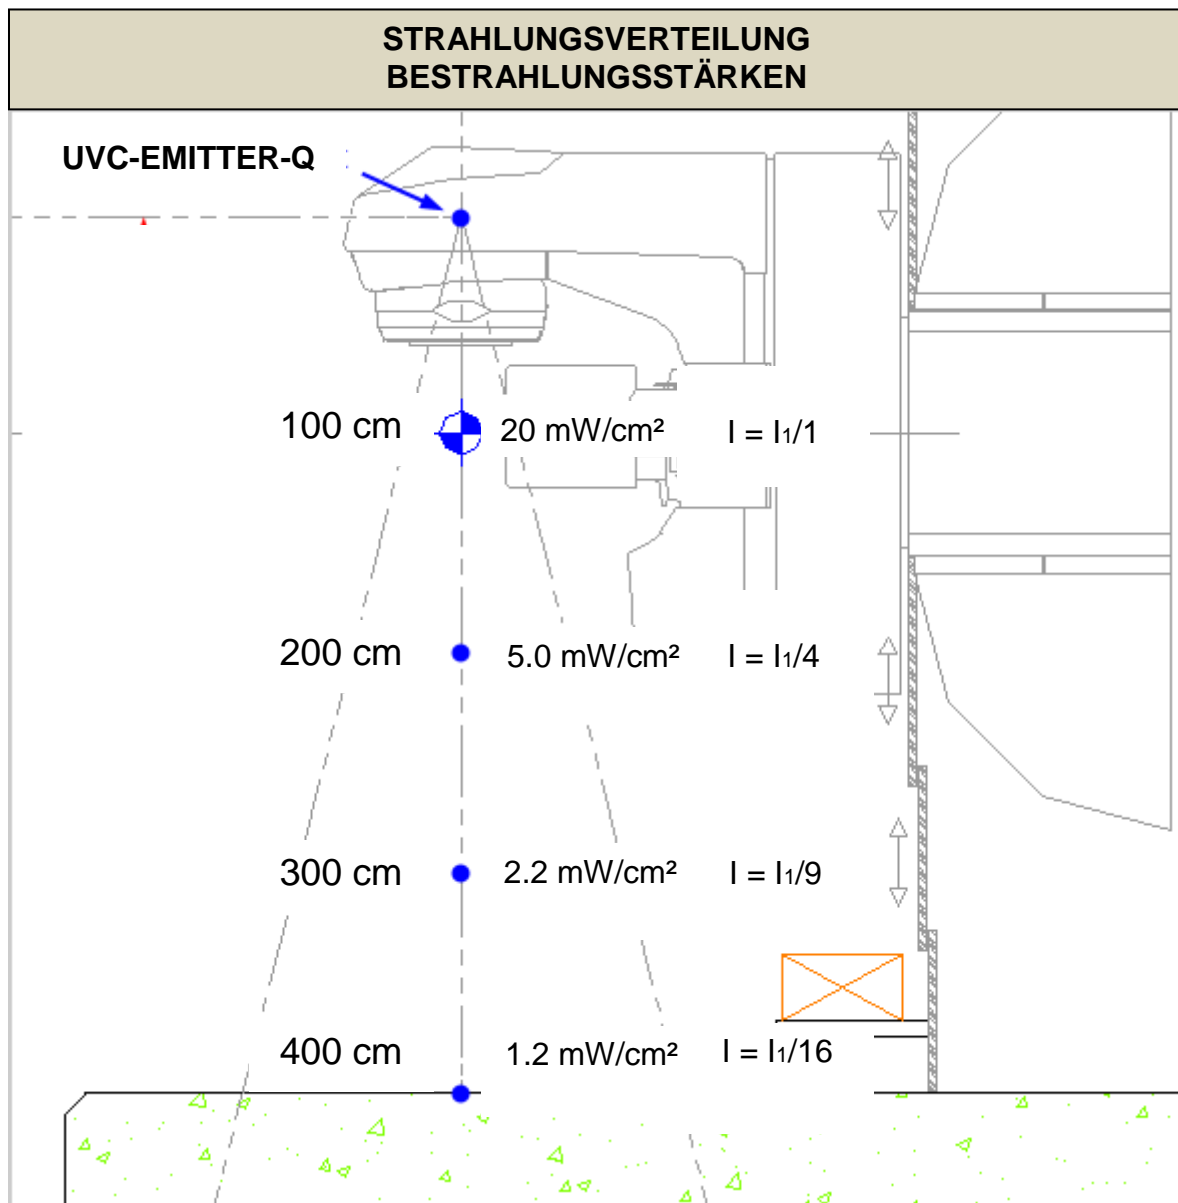 STRAHLUNGSVERTEILUNG
BESTRAHLUNGSSTÄRKEN
UVC-EMITTER-Q
100 cm 20 mW/cm² I = I₁/1
200 cm 5.0 mW/cm² I = I₁/4
300 cm 2.2 mW/cm² I = I₁/9
400 cm 1.2 mW/cm² I = I₁/16